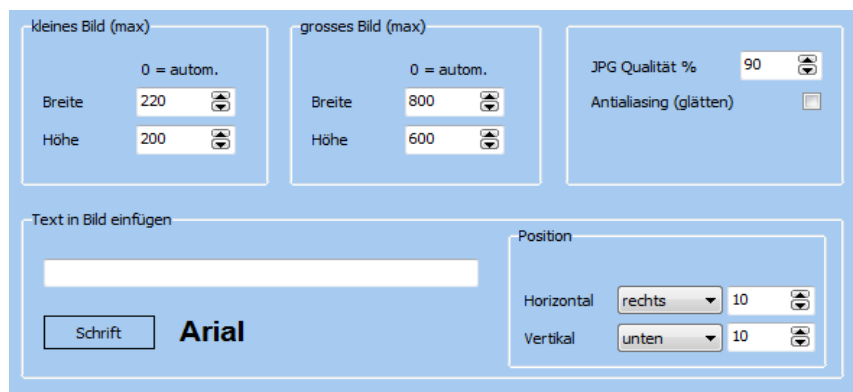 kleines Bild (max)
0 = autom.
Breite 220
Höhe 200
grosses Bild (max)
0 = autom.
Breite 800
Höhe 600
JPG Qualität % 90
Antialiasing (glätten)
Text in Bild einfügen
Schrift Arial
Position
Horizontal rechts 10
Vertikal unten 10